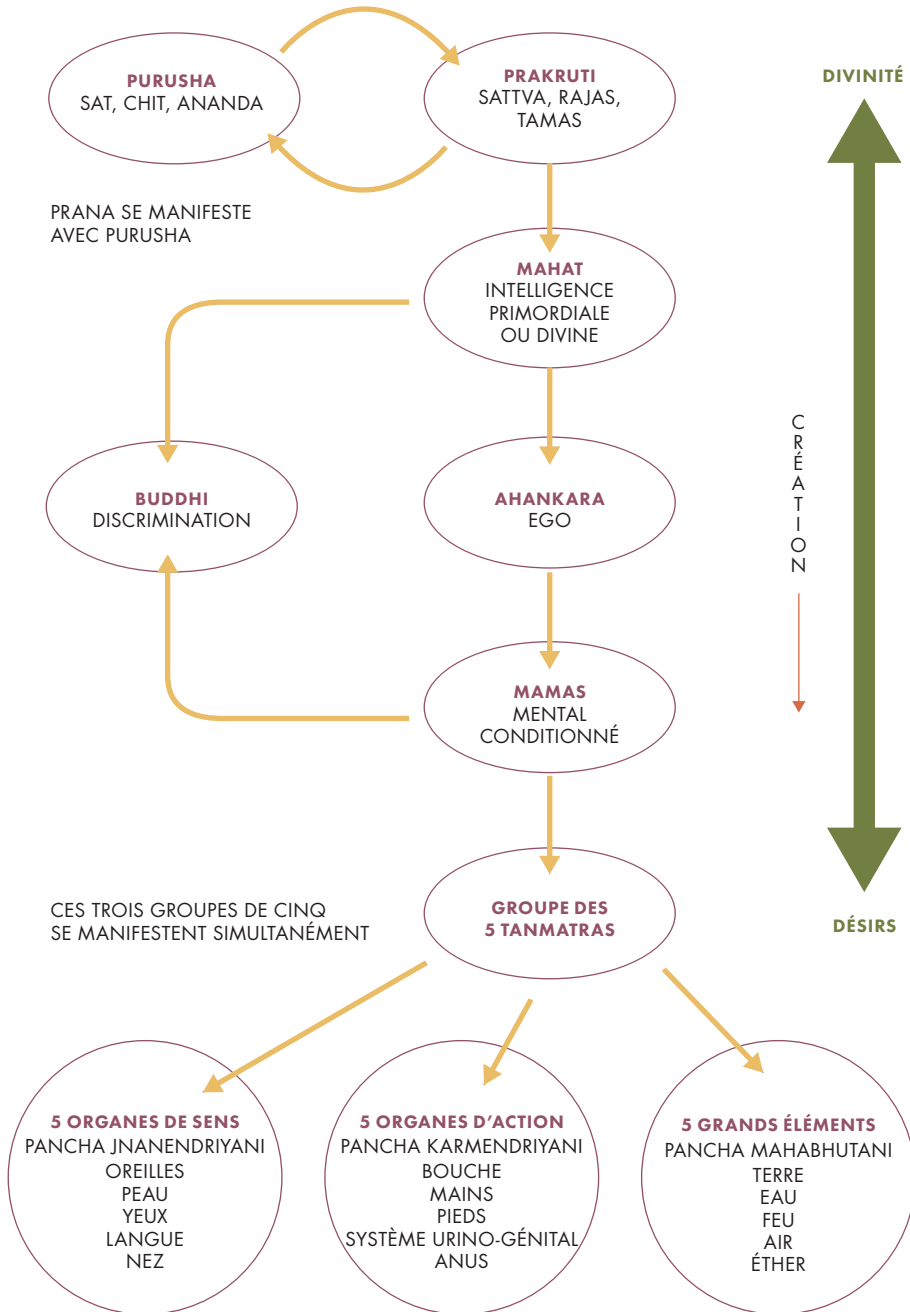 PURUSHA
SAT, CHIT, ANANDA
PRAKRUTI
SATTVA, RAJAS,
TAMAS
DIVINITÉ
PRANA SE MANIFESTE
AVEC PURUSHA
MAHAT
INTELLIGENCE
PRIMORDIALE
OU DIVINE
CRÉATION
BUDDHI
DISCRIMINATION
AHANKARA
EGO
MAMAS
MENTAL
CONDITIONNÉ
CES TROIS GROUPES DE CINQ
SE MANIFESTENT SIMULTANÉMENT
GROUPE DES
5 TANMATRAS
DÉSIRS
5 ORGANES DE SENS
PANCHA JNANENDRIYANI
OREILLES
PEAU
YEUX
LANGUE
NEZ
5 ORGANES D’ACTION
PANCHA KARMENDRIYANI
BOUCHE
MAINS
PIEDS
SYSTÈME URINO-GÉNITAL
ANUS
5 GRANDS ÉLÉMENTS
PANCHA MAHABHUTANI
TERRE
EAU
FEU
AIR
ÉTHER